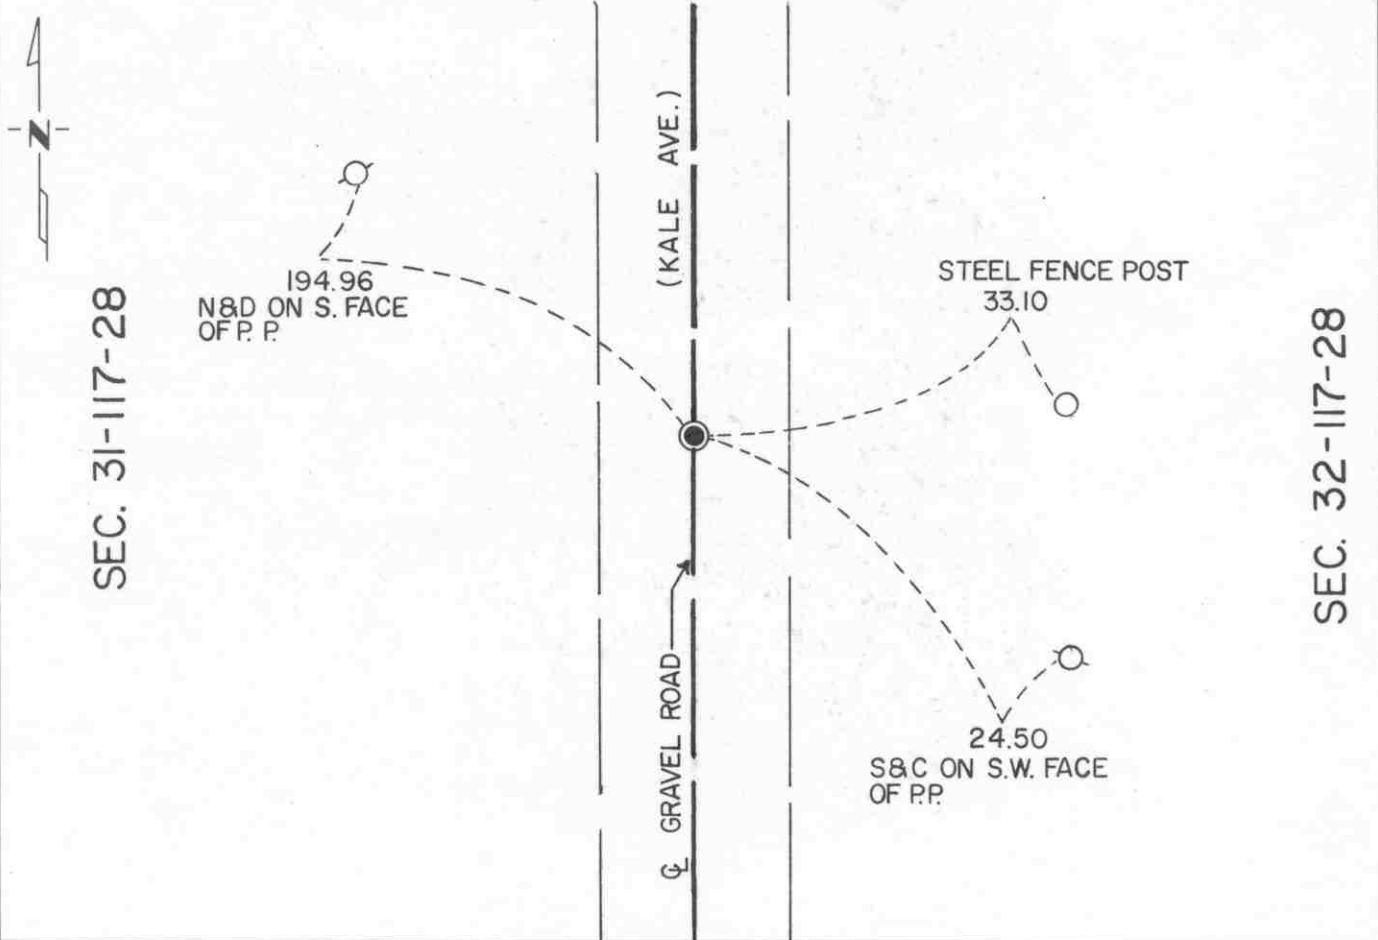 N
(KALE AVE.)
194.96
N&D ON S. FACE
OF P. P.
STEEL FENCE POST
33.10
SEC. 31-117-28
SEC. 32-117-28
℄ GRAVEL ROAD
24.50
S&C ON S.W. FACE
OF P.P.